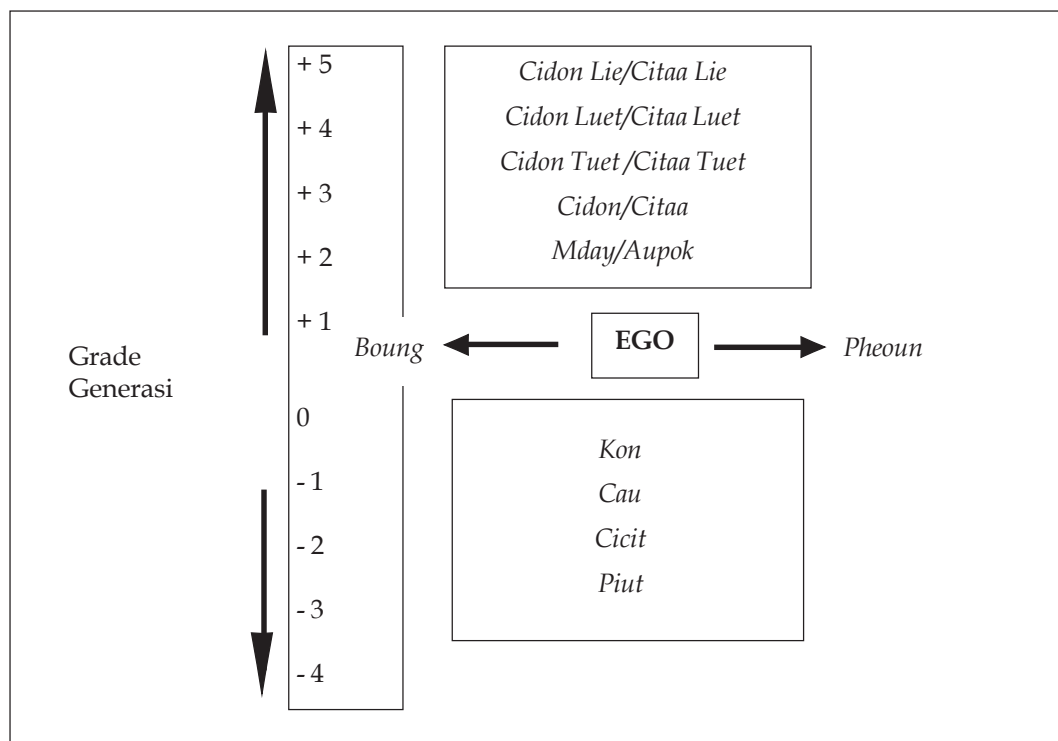 + 5
Cidon Lie/Citaa Lie
+ 4
Cidon Luet/Citaa Luet
Cidon Tuet /Citaa Tuet
+ 3
Cidon/Citaa
+ 2
Mday/Aupok
+ 1
Grade
Generasi
Boung
EGO
Pheoun
0
Kon
- 1
Cau
- 2
Cicit
Piut
- 3
- 4